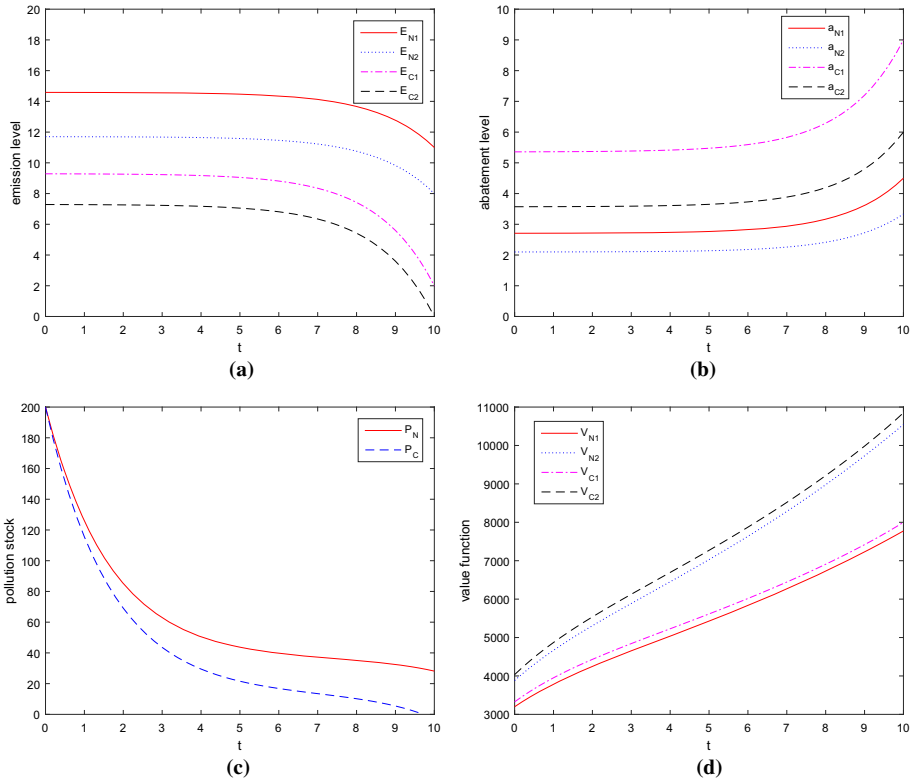 20
18
16
14
12
10
8
6
4
2
0
emission level
0 1 2 3 4 5 6 7 8 9 10
t
E_N1
E_N2
E_C1
E_C2
(a)
10
9
8
7
6
5
4
3
2
1
0
abatement level
0 1 2 3 4 5 6 7 8 9 10
t
a_N1
a_N2
a_C1
a_C2
(b)
200
180
160
140
120
100
80
60
40
20
0
pollution stock
0 1 2 3 4 5 6 7 8 9 10
t
P_N
P_C
(c)
11000
10000
9000
8000
7000
6000
5000
4000
3000
value function
0 1 2 3 4 5 6 7 8 9 10
t
V_N1
V_N2
V_C1
V_C2
(d)